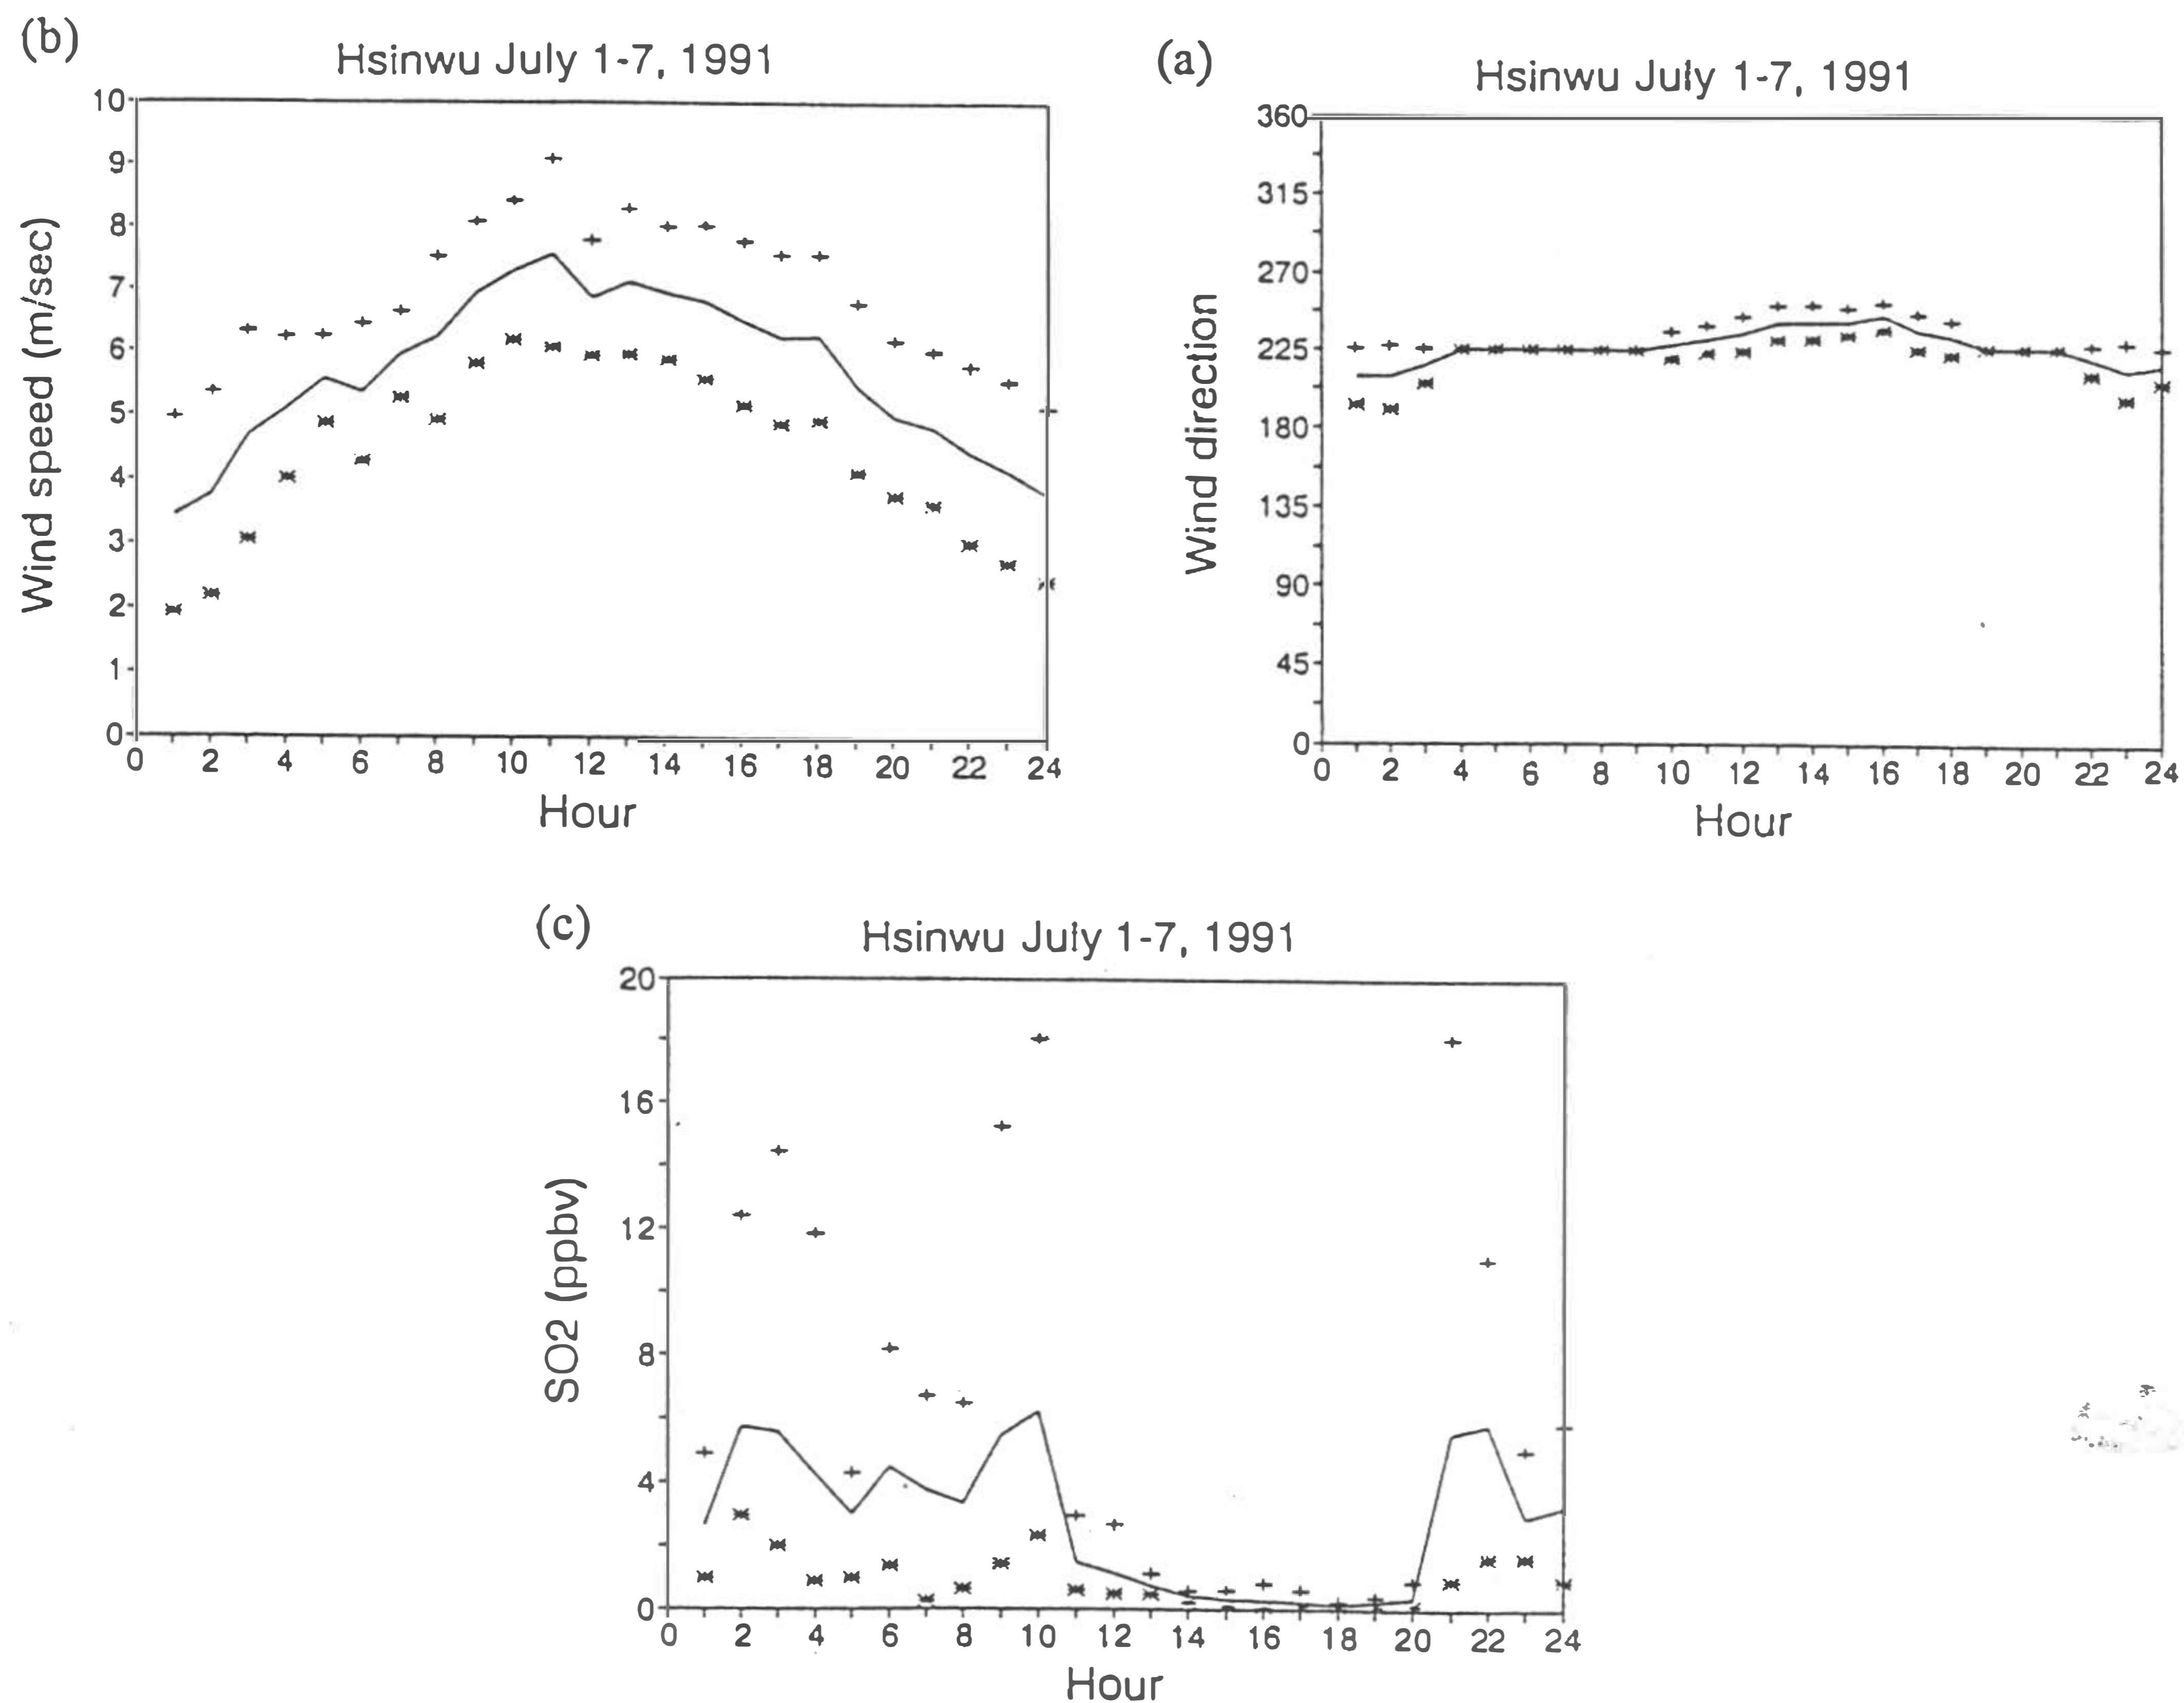 (b)
Hsinwu July 1-7, 1991
10
9
8
7
6
5
4
3
2
1
0
Wind speed (m/sec)
0 2 4 6 8 10 12 14 16 18 20 22 24
Hour
(a)
Hsinwu July 1-7, 1991
360
315
270
225
180
135
90
45
0
Wind direction
0 2 4 6 8 10 12 14 16 18 20 22 24
Hour
(c)
Hsinwu July 1-7, 1991
20
16
12
8
4
0
SO2 (ppbv)
0 2 4 6 8 10 12 14 16 18 20 22 24
Hour